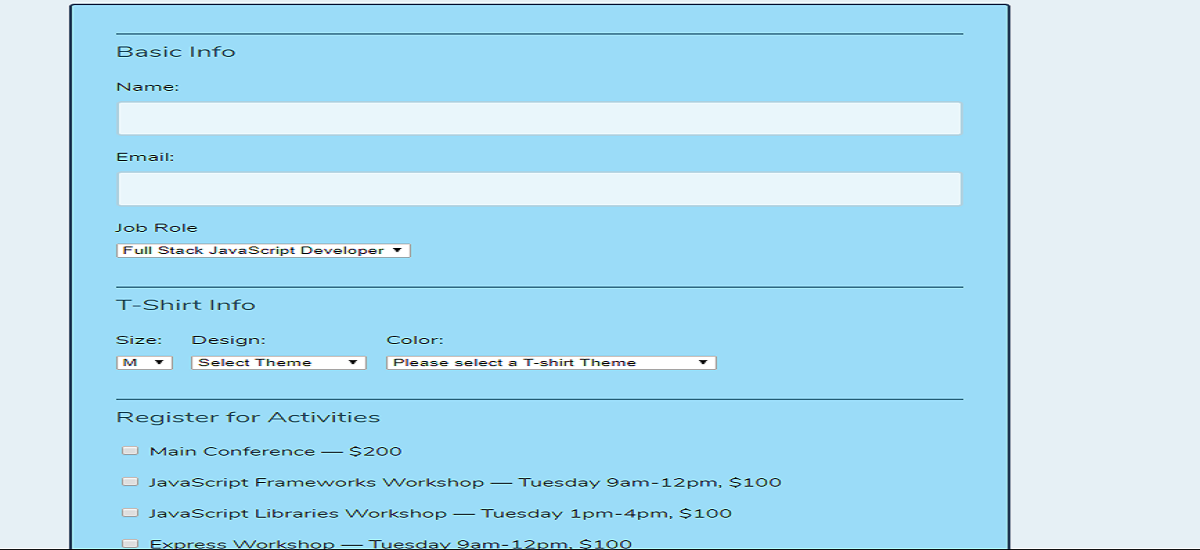 Basic Info
Name:
Email:
Job Role
Full Stack JavaScript Developer
T-Shirt Info
Size: Design: Color:
M Select Theme Please select a T-shirt Theme
Register for Activities
Main Conference — $200
JavaScript Frameworks Workshop — Tuesday 9am-12pm, $100
JavaScript Libraries Workshop — Tuesday 1pm-4pm, $100
Express Workshop — Tuesday 9am-12pm, $100